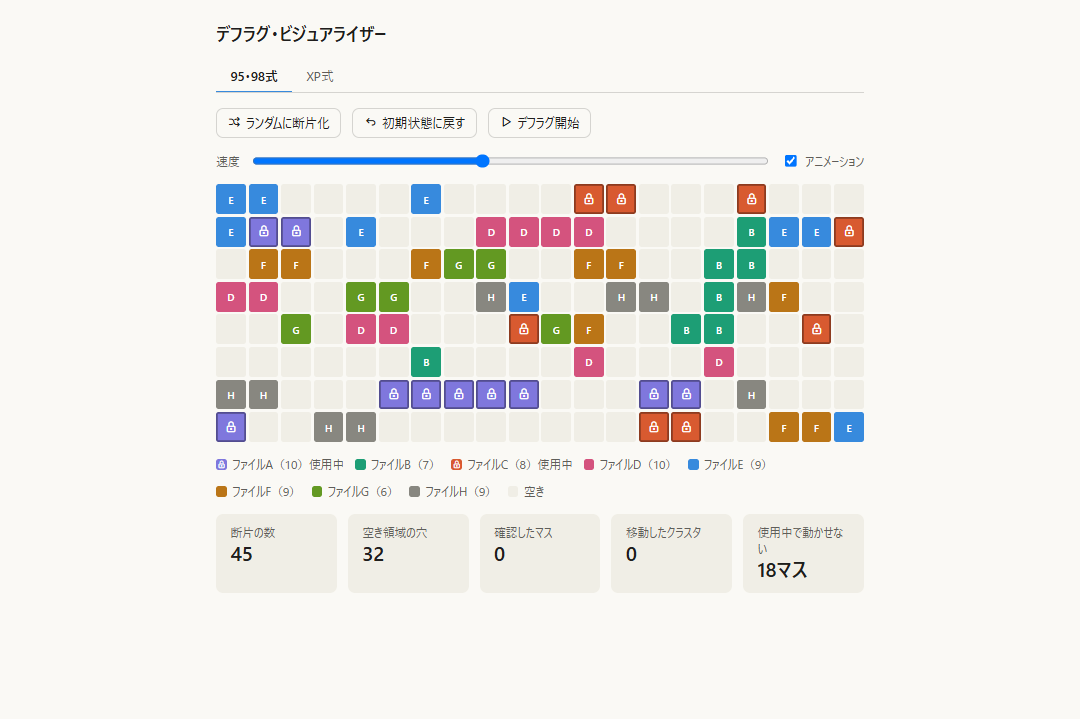 デフラグ・ビジュアライザー
95・98式 XP式
ランダムに断片化 初期状態に戻す デフラグ開始
速度 アニメーション
E E E
E E D D D D B E E
F F F G G F F B B
D D G G H E H H B H F
G D D G F B B
B D D
H H H
H H F F E
ファイルA（10）使用中 ファイルB（7） ファイルC（8）使用中 ファイルD（10） ファイルE（9）
ファイルF（9） ファイルG（6） ファイルH（9） 空き
断片の数 空き領域の穴 確認したマス 移動したクラスタ 使用中で動かせな
い
45 32 0 0 18マス